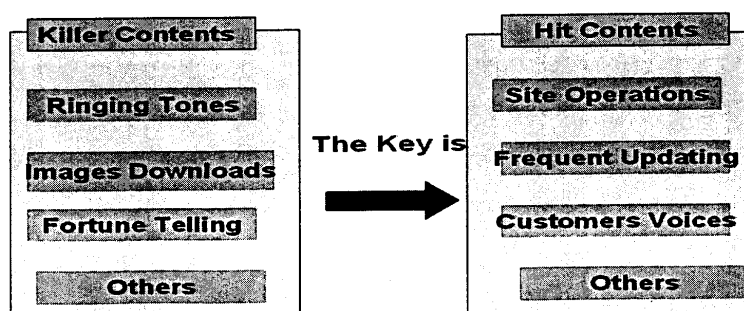 Killer Contents
Ringing Tones
Images Downloads
Fortune Telling
Others
The Key is
Hit Contents
Site Operations
Frequent Updating
Customers Voices
Others